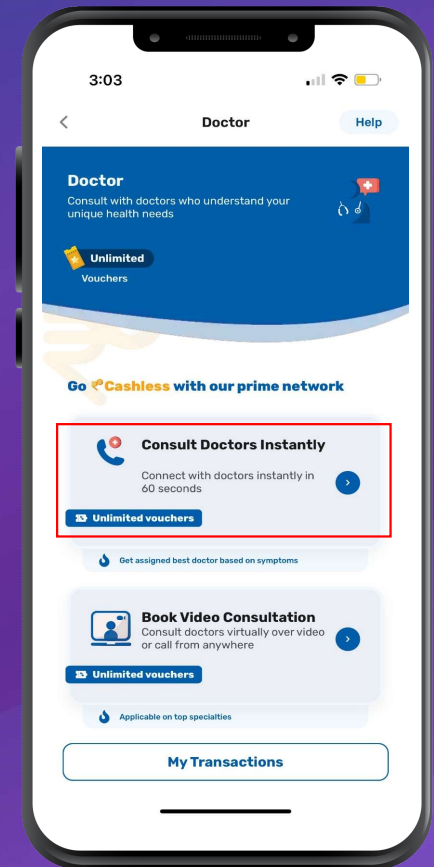 3:03
Doctor
Help
Doctor
Consult with doctors who understand your
unique health needs
Unlimited
Vouchers
Go ₹Cashless with our prime network
Consult Doctors Instantly
Connect with doctors instantly in
60 seconds
Unlimited vouchers
Get assigned best doctor based on symptoms
Book Video Consultation
Consult doctors virtually over video
or call from anywhere
Unlimited vouchers
Applicable on top specialties
My Transactions